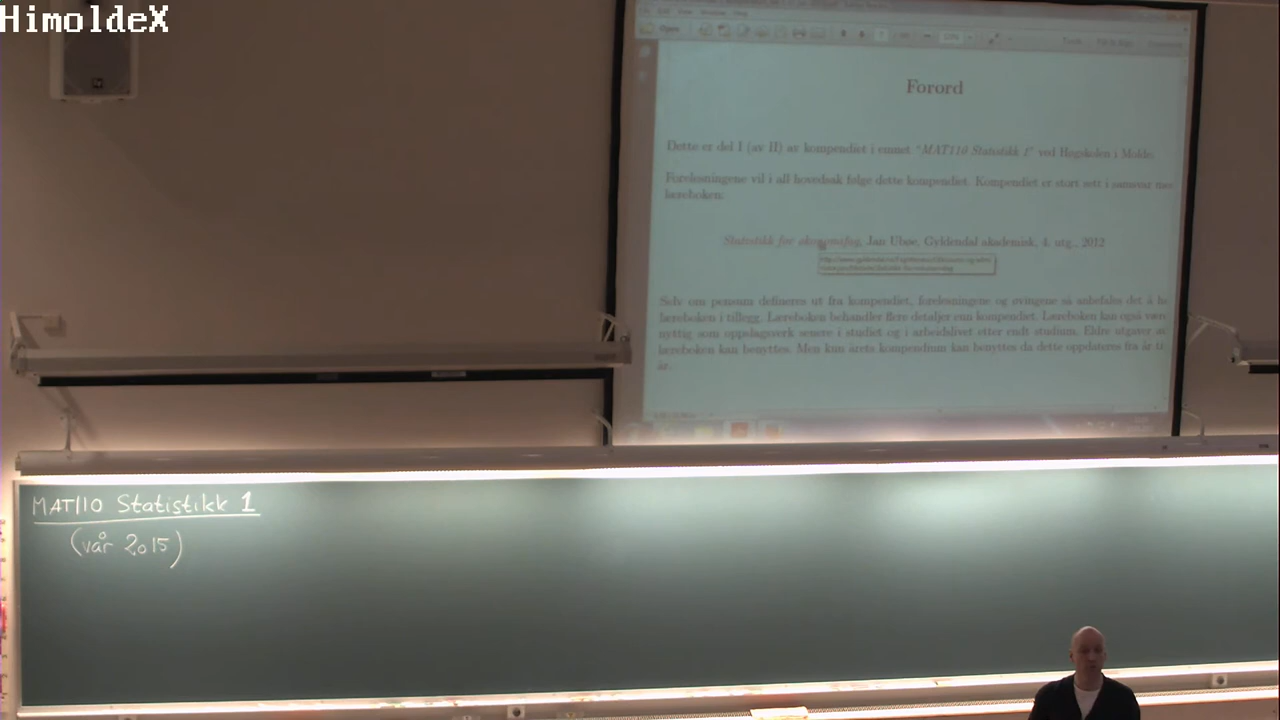 HimoldeX
Open
Forord
Dette er del I (av II) av kompendiet i emnet "MAT110 Statistikk 1" ved Høgskolen i Molde.
Forelesningene vil i all hovedsak følge dette kompendiet. Kompendiet er stort sett i samsvar me
læreboken:
Statistikk for økonomifag, Jan Ubøe, Gyldendal akademisk, 4. utg., 2012
Selv om pensum defineres ut fra kompendiet, forelesningene og øvingene så anbefales det å ha
læreboken i tillegg. Læreboken behandler flere detaljer enn kompendiet. Læreboken kan også vær
nyttig som oppslagsverk senere i studiet og i arbeidslivet etter endt studium. Eldre utgaver av
læreboken kan benyttes. Men kun årets kompendium kan benyttes da dette oppdateres fra år ti
år.
MAT110 Statistikk 1
(vår 2015)